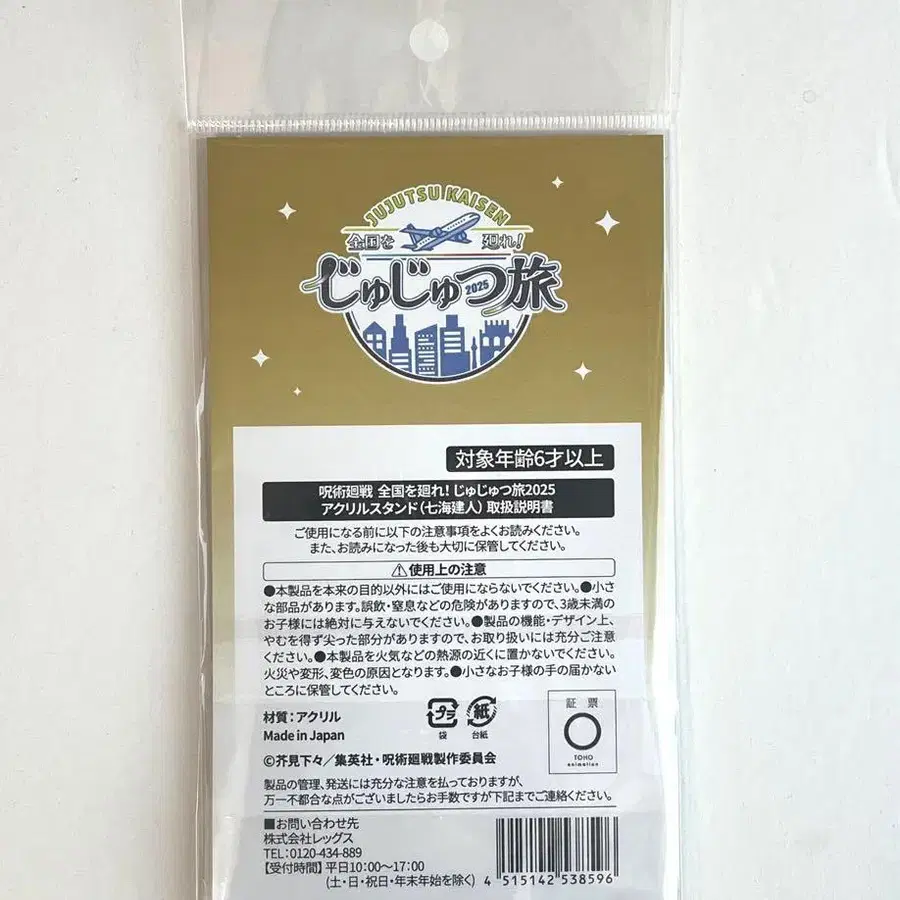 JUJUTSU KAISEN
全国を 廻れ!
じゅじゅつ旅
2025
対象年齢6才以上
呪術廻戦 全国を廻れ! じゅじゅつ旅2025
アクリルスタンド(七海建人) 取扱説明書
ご使用になる前に以下の注意事項をよくお読みください。
また、お読みになった後も大切に保管してください。
⚠使用上の注意
●本製品を本来の目的以外にはご使用にならないでください。●小さ
な部品があります。誤飲・窒息などの危険がありますので、3歳未満の
お子様には絶対に与えないでください。●製品の機能・デザイン上、
やむを得ず尖った部分がありますので、お取り扱いには充分ご注意
ください。●本製品を火気などの熱源の近くに置かないでください。
火災や変形、変色の原因となります。●小さなお子様の手の届かない
ところに保管してください。
材質:アクリル
Made in Japan
プラ
袋
紙
台紙
証 票
TOHO
animation
©芥見下々/集英社・呪術廻戦製作委員会
製品の管理、発送には充分な注意を払っておりますが、
万一不都合な点がございましたらお手数ですが下記までご連絡ください。
■お問い合わせ先
株式会社レッグス
TEL:0120-434-889
【受付時間】平日10:00〜17:00
(土・日・祝日・年末年始を除く)
4 515142 538596